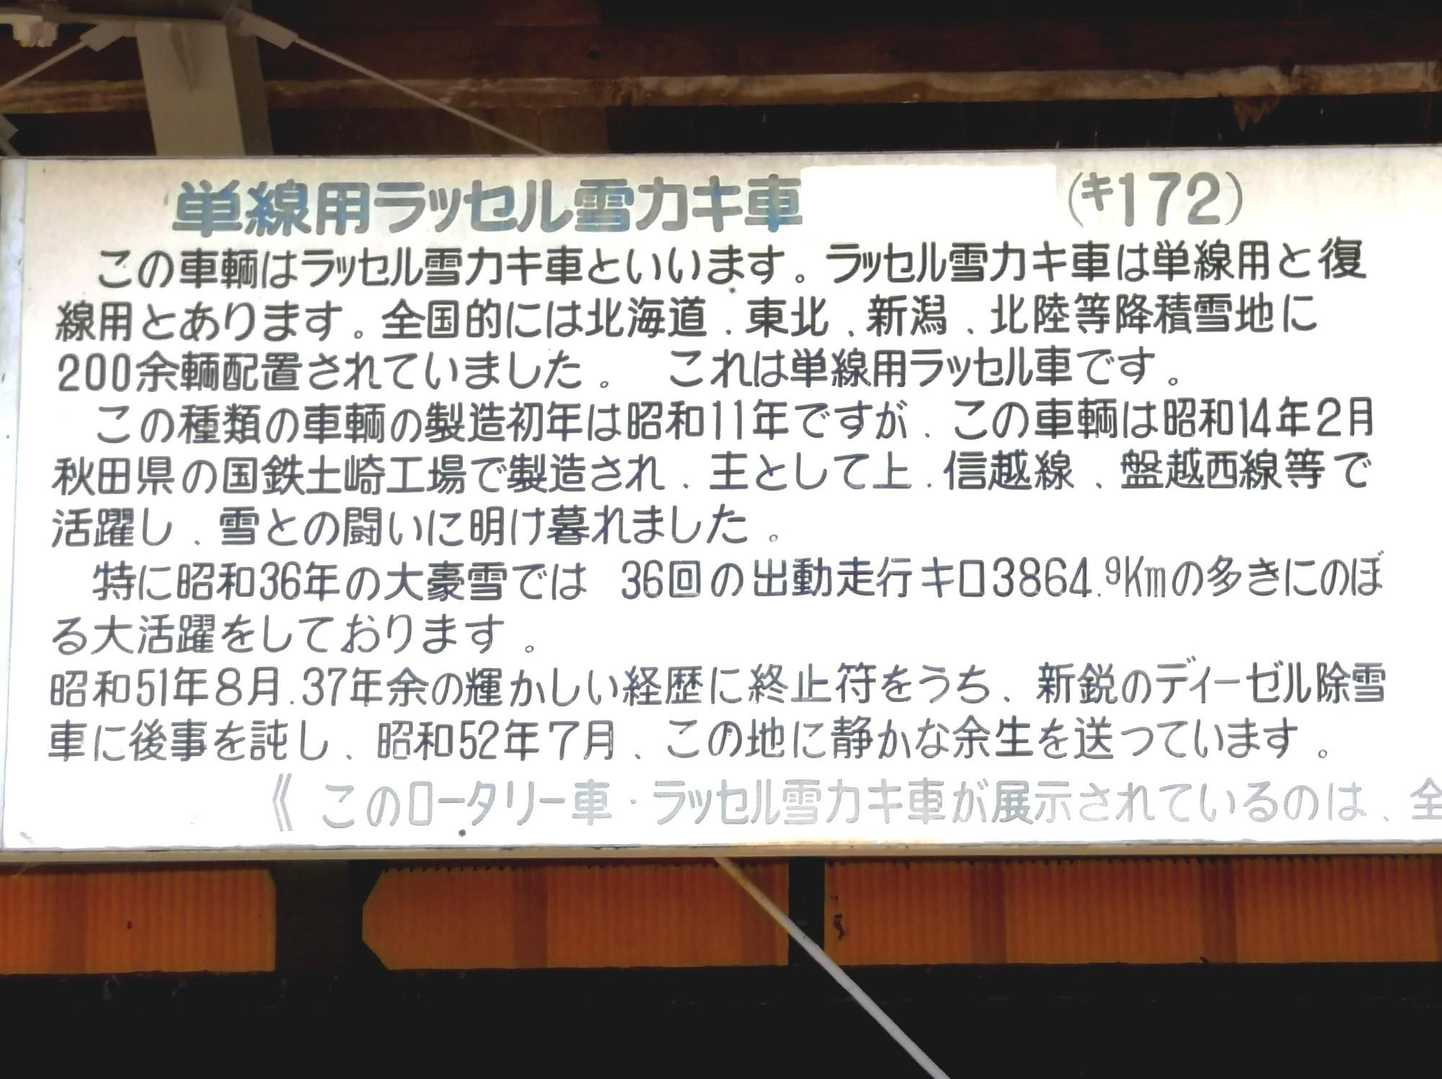 単線用ラッセル雪カキ車 (キ172)
この車輌はラッセル雪カキ車といいます。ラッセル雪カキ車は単線用と復
線用とあります。全国的には北海道、東北、新潟、北陸等降積雪地に
200余輌配置されていました。 これは単線用ラッセル車です。
この種類の車輌の製造初年は昭和11年ですが、この車輌は昭和14年2月
秋田県の国鉄土崎工場で製造され、主として上、信越線、盤越西線等で
活躍し、雪との闘いに明け暮れました。
特に昭和36年の大豪雪では 36回の出動走行キロ3864.9Kmの多きにのぼ
る大活躍をしております。
昭和51年8月.37年余の輝かしい経歴に終止符をうち、新鋭のディーゼル除雪
車に後事を託し、昭和52年7月、この地に静かな余生を送つています。
《 このロータリー車・ラッセル雪カキ車が展示されているのは、全